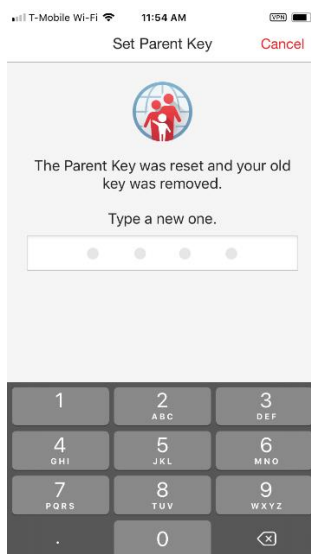 T-Mobile Wi-Fi 11:54 AM VPN
Set Parent Key Cancel
The Parent Key was reset and your old
key was removed.
Type a new one.
1 2 3
ABC DEF
4 5 6
GHI JKL MNO
7 8 9
PQRS TUV WXYZ
. 0